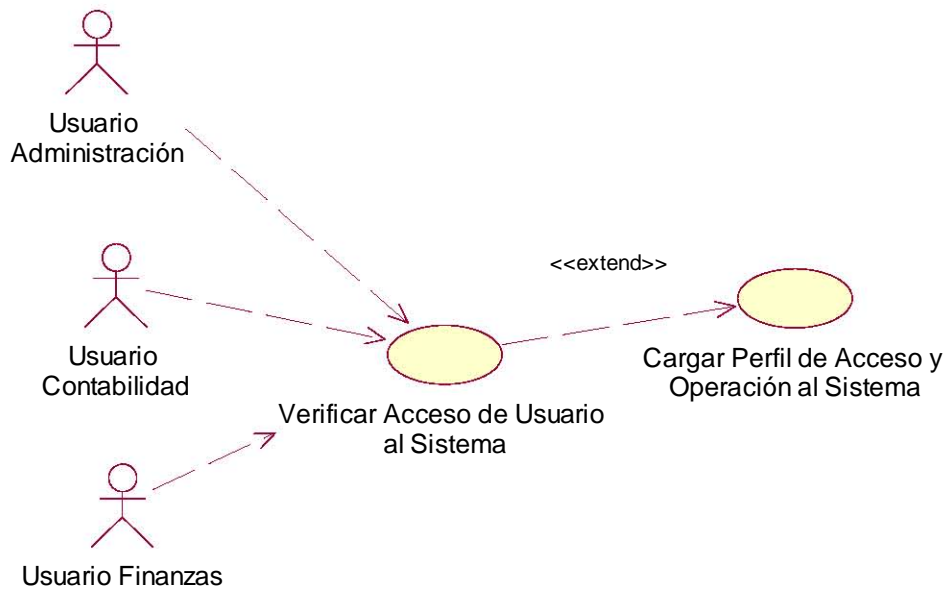 Usuario
Administración
<<extend>>
Usuario
Contabilidad
Cargar Perfil de Acceso y
Operación al Sistema
Verificar Acceso de Usuario
al Sistema
Usuario Finanzas